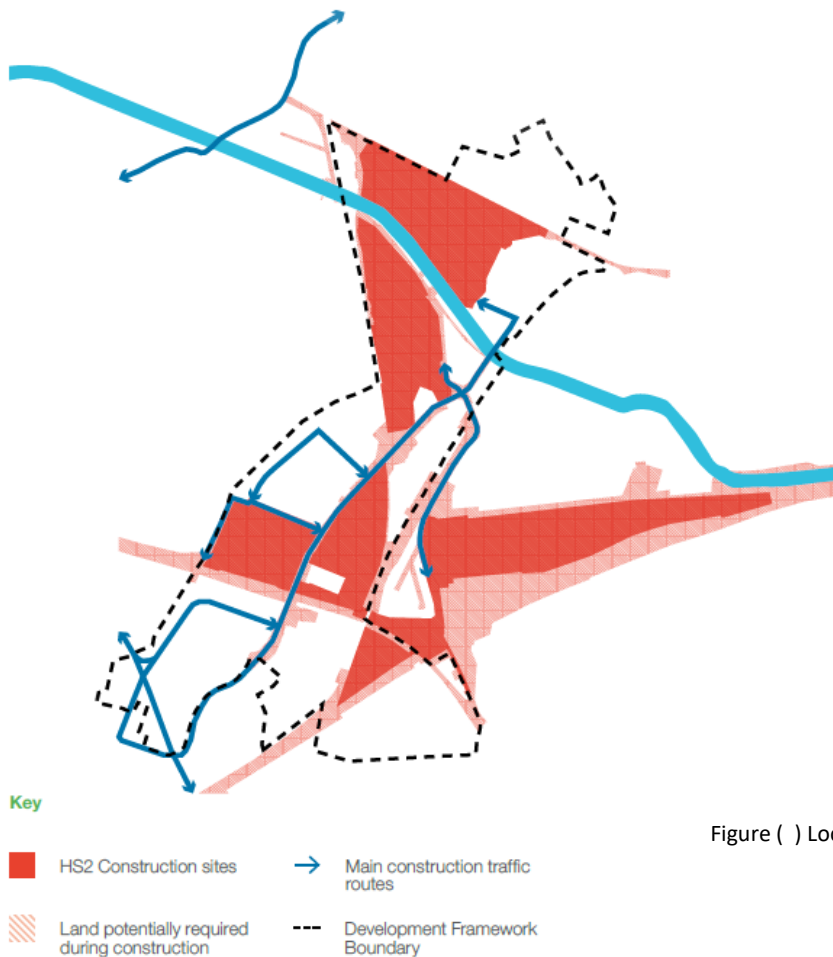 Key
HS2 Construction sites
Main construction traffic
routes
Land potentially required
during construction
Development Framework
Boundary
Figure ( ) Loc